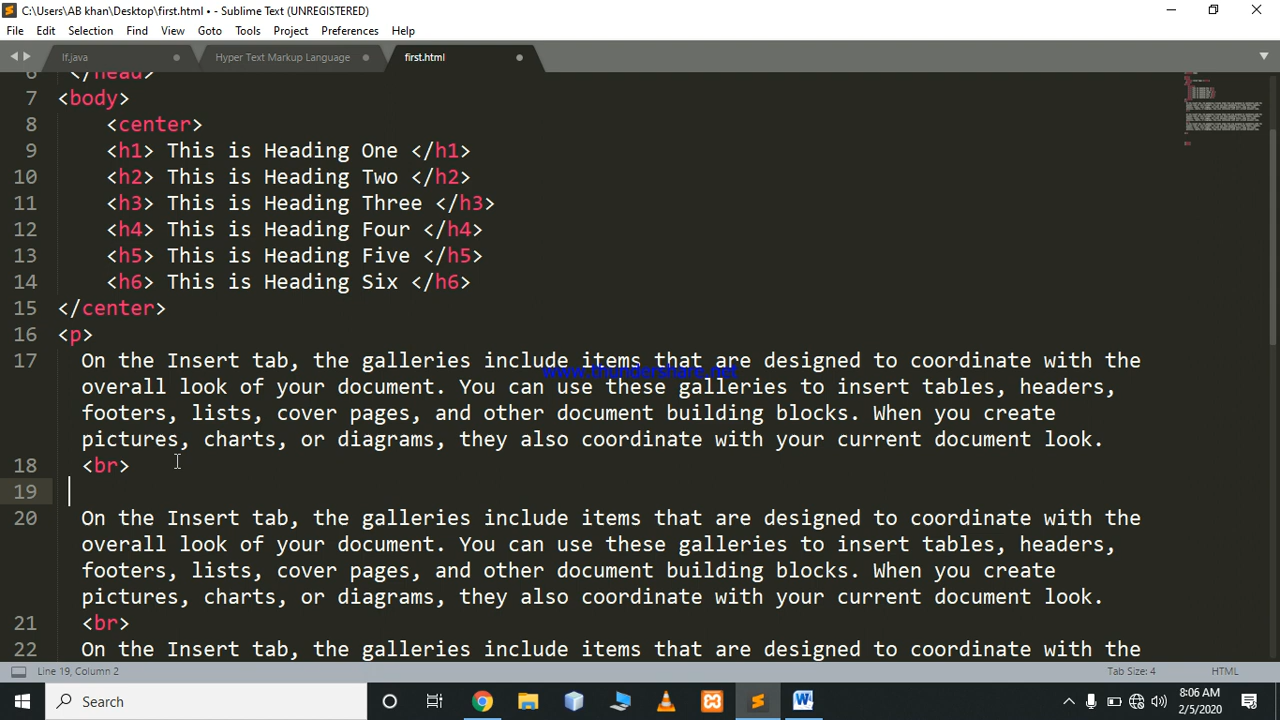 C:\Users\AB khan\Desktop\first.html • - Sublime Text (UNREGISTERED)
File Edit Selection Find View Goto Tools Project Preferences Help
If.java Hyper Text Markup Language first.html
6 </head>
7 <body>
8 <center>
9 <h1> This is Heading One </h1>
10 <h2> This is Heading Two </h2>
11 <h3> This is Heading Three </h3>
12 <h4> This is Heading Four </h4>
13 <h5> This is Heading Five </h5>
14 <h6> This is Heading Six </h6>
15 </center>
16 <p>
17 On the Insert tab, the galleries include items that are designed to coordinate with the
www.thundershare.net
overall look of your document. You can use these galleries to insert tables, headers,
footers, lists, cover pages, and other document building blocks. When you create
pictures, charts, or diagrams, they also coordinate with your current document look.
18 <br>
19
20 On the Insert tab, the galleries include items that are designed to coordinate with the
overall look of your document. You can use these galleries to insert tables, headers,
footers, lists, cover pages, and other document building blocks. When you create
pictures, charts, or diagrams, they also coordinate with your current document look.
21 <br>
22 On the Insert tab, the galleries include items that are designed to coordinate with the
Line 19, Column 2 Tab Size: 4 HTML
Search
8:06 AM
2/5/2020